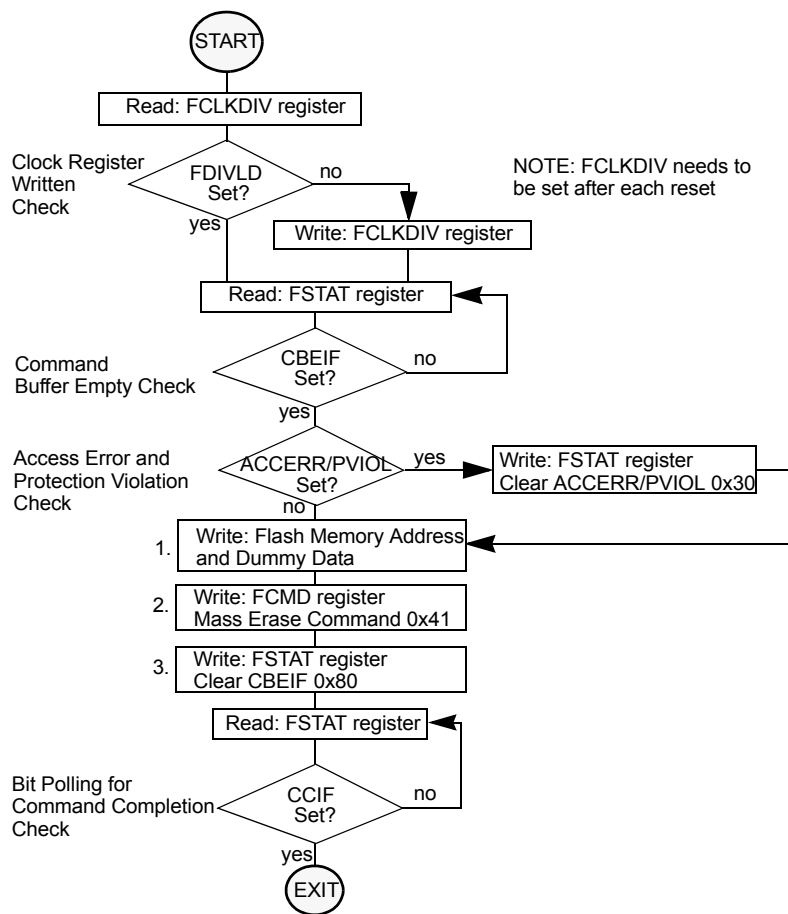 START
Read: FCLKDIV register
Clock Register
Written
Check
FDIVLD
Set?
no
yes
NOTE: FCLKDIV needs to
be set after each reset
Write: FCLKDIV register
Read: FSTAT register
Command
Buffer Empty Check
CBEIF
Set?
no
yes
Access Error and
Protection Violation
Check
ACCERR/PVIOL
Set?
yes
no
Write: FSTAT register
Clear ACCERR/PVIOL 0x30
1.
Write: Flash Memory Address
and Dummy Data
2.
Write: FCMD register
Mass Erase Command 0x41
3.
Write: FSTAT register
Clear CBEIF 0x80
Read: FSTAT register
Bit Polling for
Command Completion
Check
CCIF
Set?
no
yes
EXIT